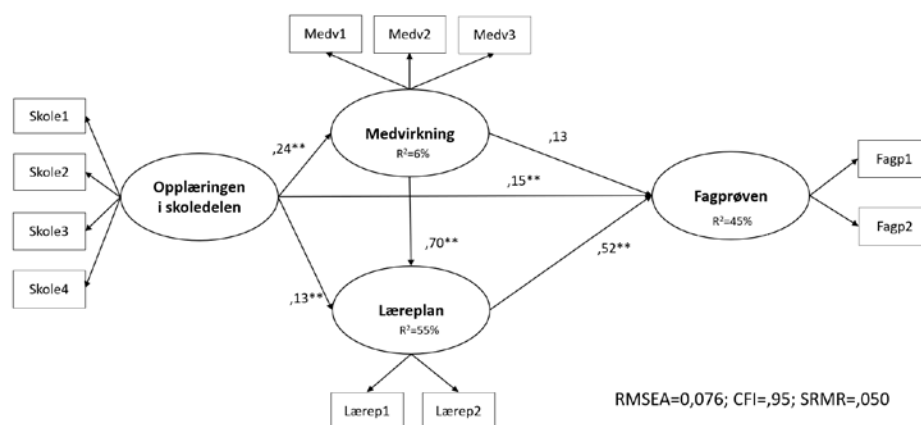 Medv1
Medv2
Medv3
Skole1
Skole2
Skole3
Skole4
Opplæringen
i skoledelen
Medvirkning
R²=6%
,24**
,13
,15**
Fagprøven
R²=45%
Fagp1
Fagp2
,70**
,52**
,13**
Læreplan
R²=55%
Lærep1
Lærep2
RMSEA=0,076; CFI=,95; SRMR=,050